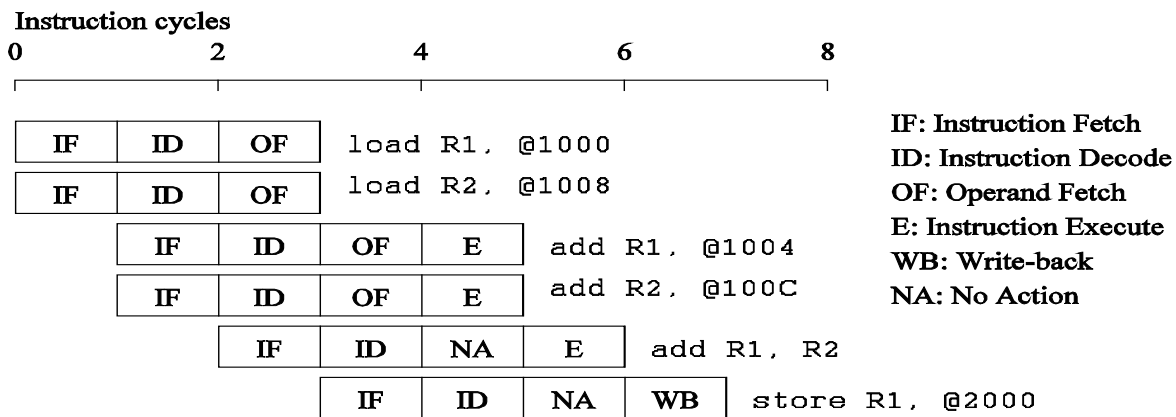 Instruction cycles
0 2 4 6 8
IF ID OF load R1, @1000
IF ID OF load R2, @1008
IF ID OF E add R1, @1004
IF ID OF E add R2, @100C
IF ID NA E add R1, R2
IF ID NA WB store R1, @2000
IF: Instruction Fetch
ID: Instruction Decode
OF: Operand Fetch
E: Instruction Execute
WB: Write-back
NA: No Action